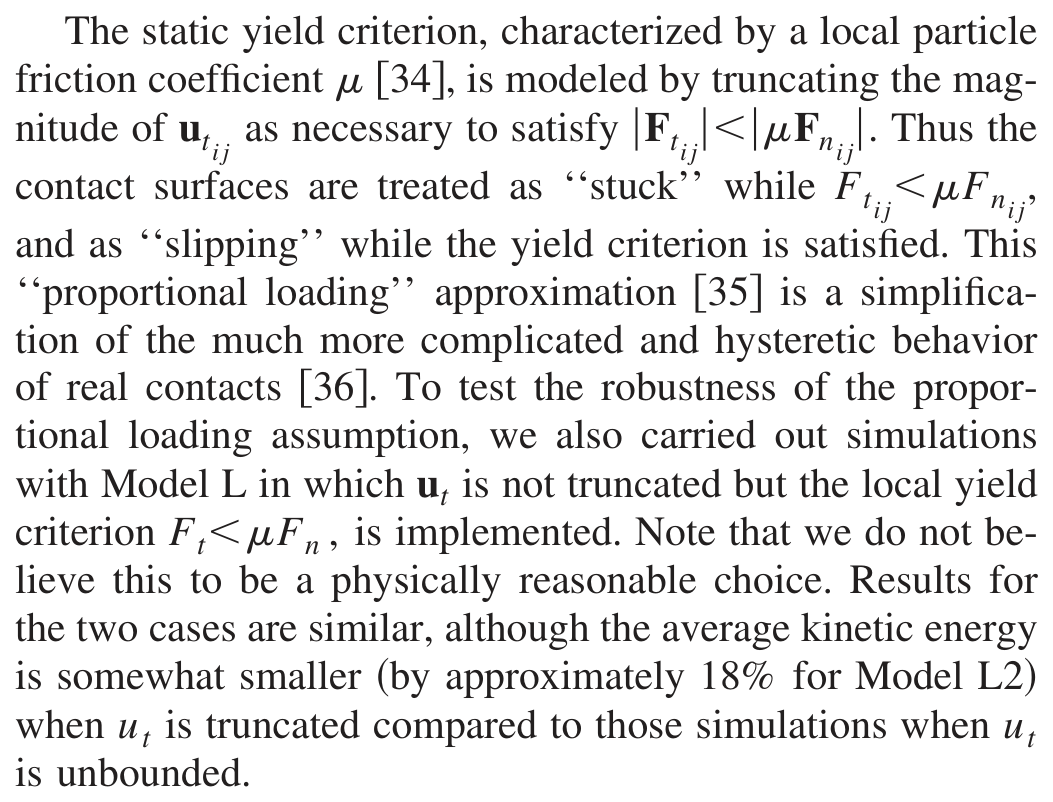 The static yield criterion, characterized by a local particle
friction coefficient μ [34], is modeled by truncating the mag-
nitude of u_{t_{ij}} as necessary to satisfy |F_{t_{ij}}|<|μF_{n_{ij}}|. Thus the
contact surfaces are treated as ‘‘stuck’’ while F_{t_{ij}}<μF_{n_{ij}},
and as ‘‘slipping’’ while the yield criterion is satisfied. This
‘‘proportional loading’’ approximation [35] is a simplifica-
tion of the much more complicated and hysteretic behavior
of real contacts [36]. To test the robustness of the propor-
tional loading assumption, we also carried out simulations
with Model L in which u_t is not truncated but the local yield
criterion F_t<μF_n, is implemented. Note that we do not be-
lieve this to be a physically reasonable choice. Results for
the two cases are similar, although the average kinetic energy
is somewhat smaller (by approximately 18% for Model L2)
when u_t is truncated compared to those simulations when u_t
is unbounded.